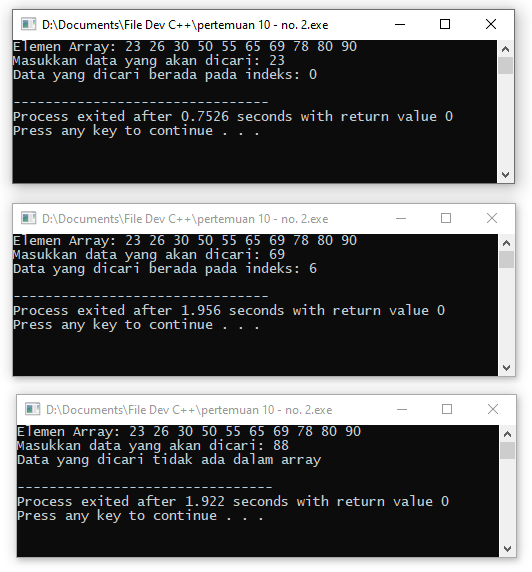 D:\Documents\File Dev C++\pertemuan 10 - no. 2.exe
Elemen Array: 23 26 30 50 55 65 69 78 80 90
Masukkan data yang akan dicari: 23
Data yang dicari berada pada indeks: 0
--------------------------------
Process exited after 0.7526 seconds with return value 0
Press any key to continue . . .
D:\Documents\File Dev C++\pertemuan 10 - no. 2.exe
Elemen Array: 23 26 30 50 55 65 69 78 80 90
Masukkan data yang akan dicari: 69
Data yang dicari berada pada indeks: 6
--------------------------------
Process exited after 1.956 seconds with return value 0
Press any key to continue . . .
D:\Documents\File Dev C++\pertemuan 10 - no. 2.exe
Elemen Array: 23 26 30 50 55 65 69 78 80 90
Masukkan data yang akan dicari: 88
Data yang dicari tidak ada dalam array
--------------------------------
Process exited after 1.922 seconds with return value 0
Press any key to continue . . .